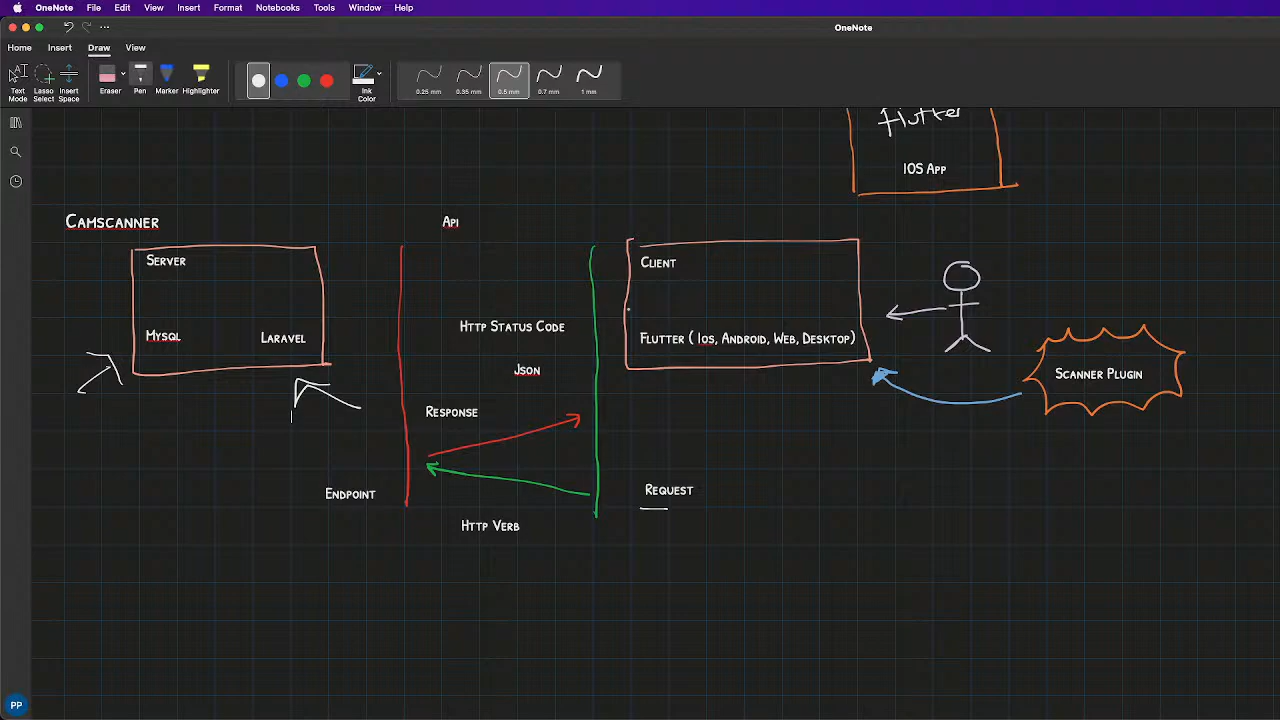 OneNote File Edit View Insert Format Notebooks Tools Window Help
OneNote
Home Insert Draw View
Text Mode
Lasso Select
Insert Space
Eraser
Pen
Marker
Highlighter
Ink Color
0.25 mm
0.35 mm
0.5 mm
0.7 mm
1 mm
flutter
IOS App
Camscanner
Api
Server
Client
Http Status Code
Mysql
Laravel
Flutter ( Ios, Android, Web, Desktop)
Json
Scanner Plugin
Response
Endpoint
Request
Http Verb
PP